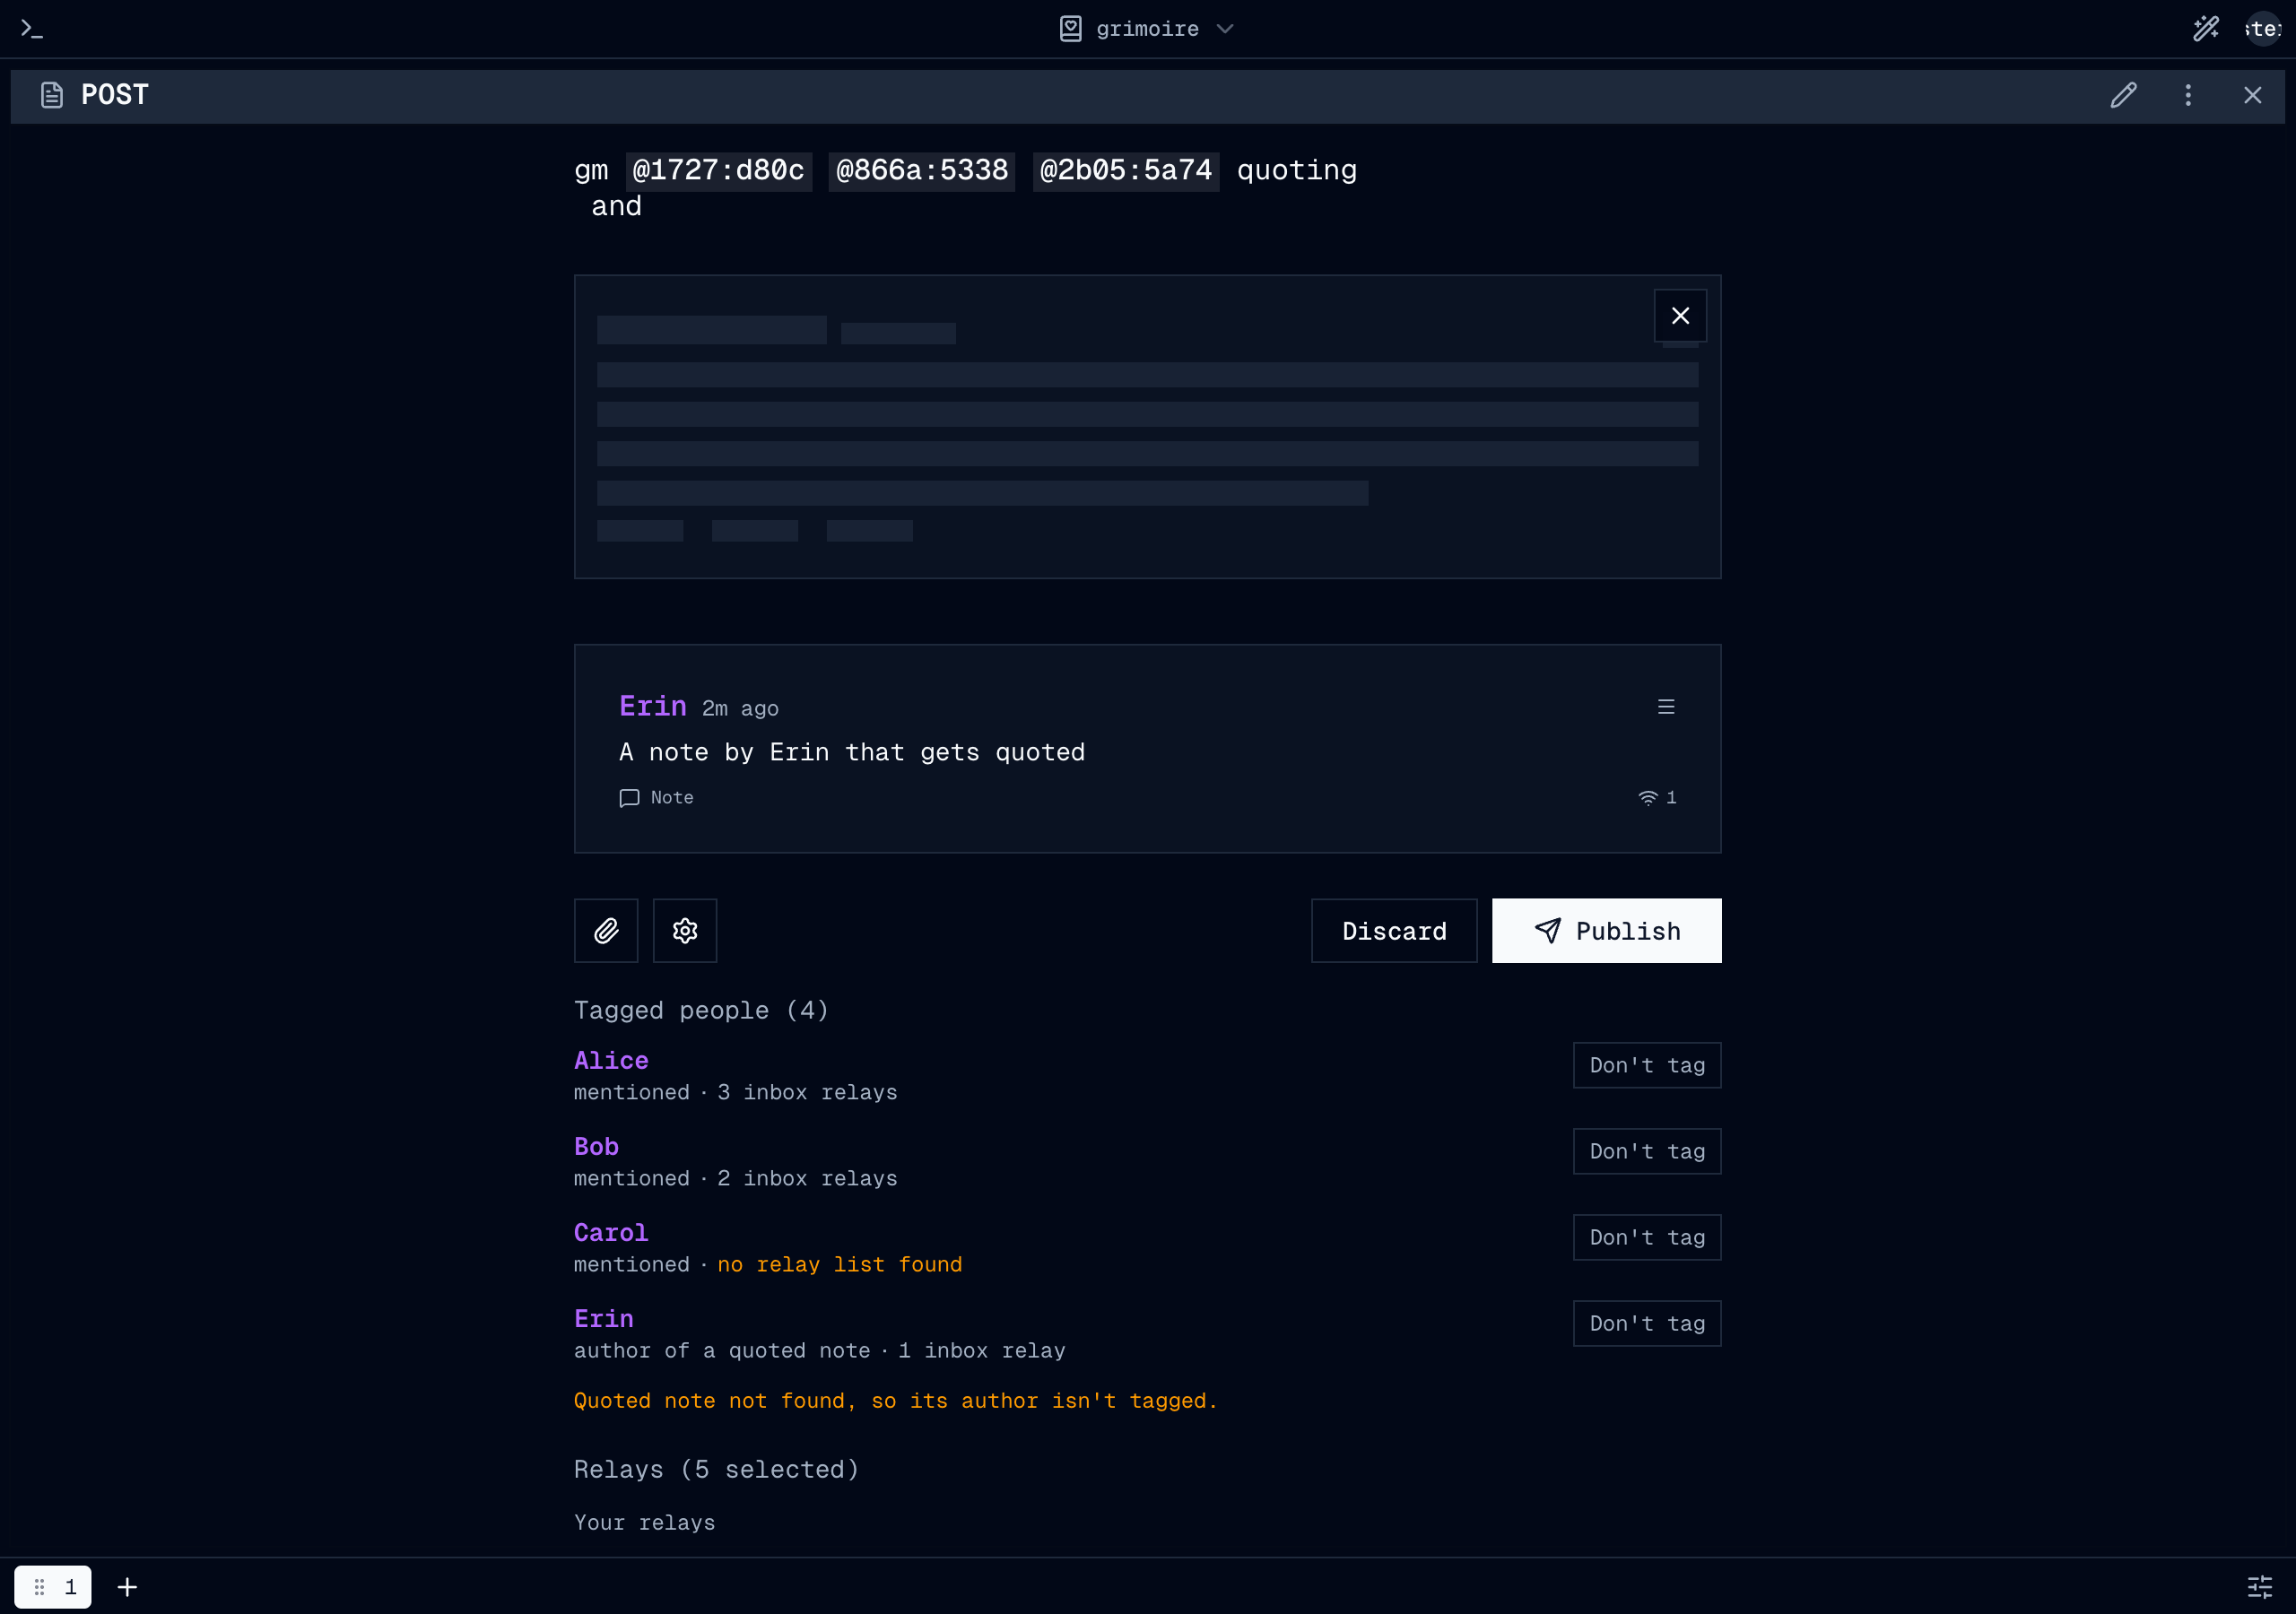 grimoire
POST
gm @1727:d80c @866a:5338 @2b05:5a74 quoting
and
Erin 2m ago
A note by Erin that gets quoted
Note 1
Discard Publish
Tagged people (4)
Alice
Don't tag
mentioned · 3 inbox relays
Bob
Don't tag
mentioned · 2 inbox relays
Carol
Don't tag
mentioned · no relay list found
Erin
Don't tag
author of a quoted note · 1 inbox relay
Quoted note not found, so its author isn't tagged.
Relays (5 selected)
Your relays
1